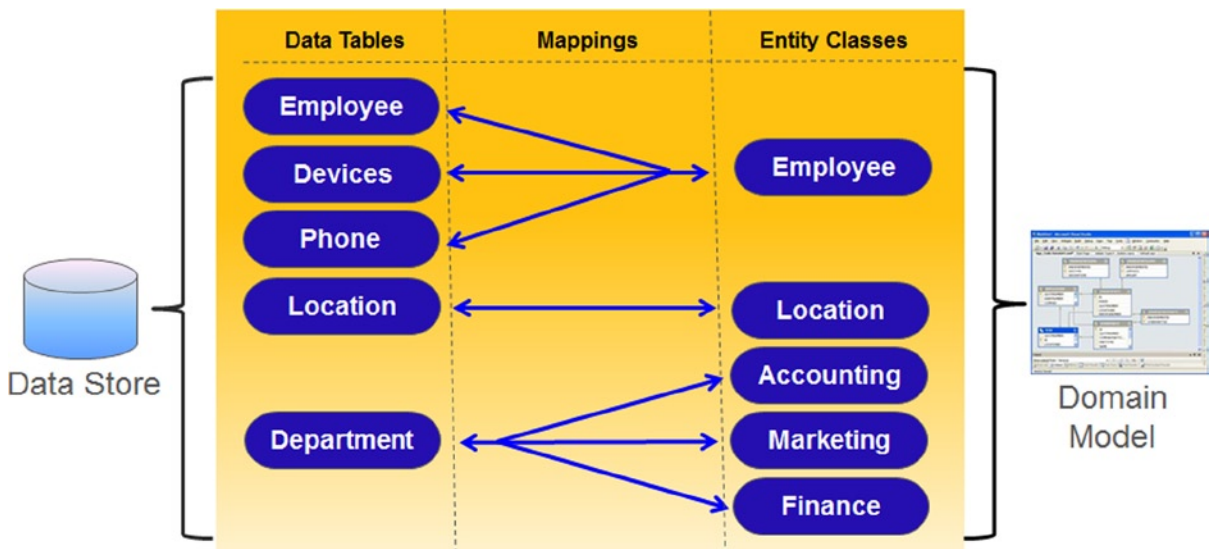 Data Tables
Mappings
Entity Classes
Employee
Devices
Phone
Location
Department
Employee
Location
Accounting
Marketing
Finance
Data Store
Domain
Model